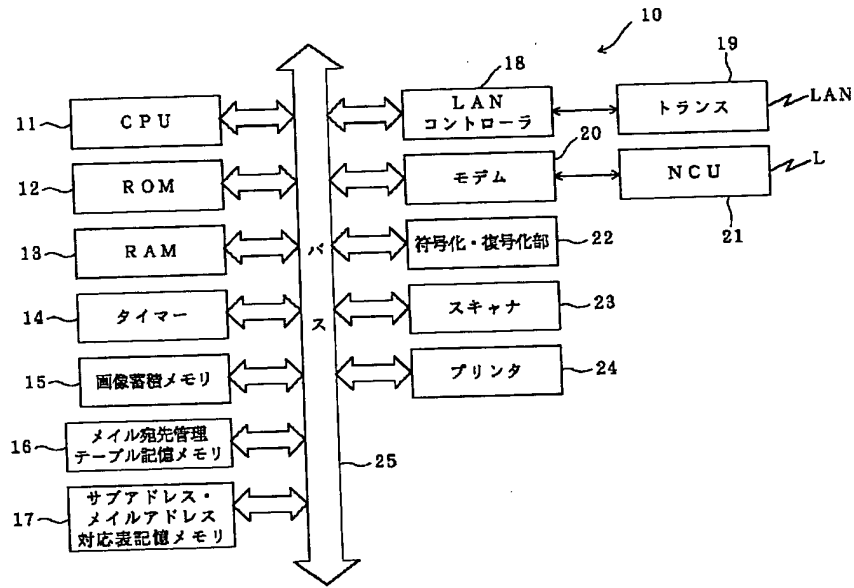 10
11
CPU
12
ROM
13
RAM
14
タイマー
15
画像蓄積メモリ
16
メイル宛先管理
テーブル記憶メモリ
17
サブアドレス・
メイルアドレス
対応表記憶メモリ
バス
25
18
LAN
コントローラ
19
トランス
LAN
20
モデム
NCU
L
21
符号化・復号化部
22
スキャナ
23
プリンタ
24